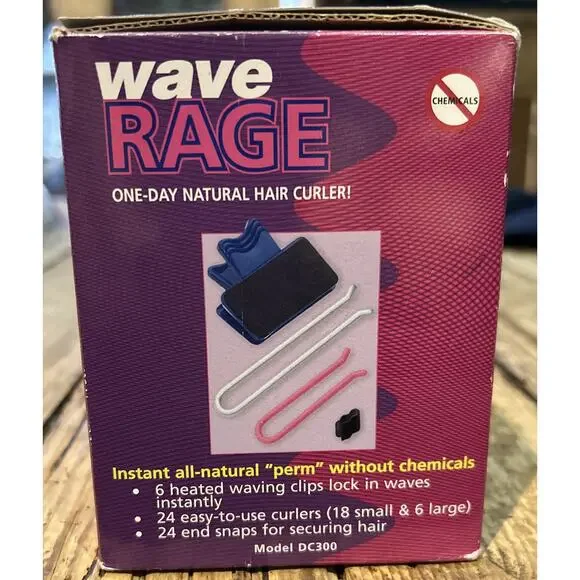 wave
RAGE
CHEMICALS
ONE-DAY NATURAL HAIR CURLER!
Instant all-natural "perm" without chemicals
• 6 heated waving clips lock in waves
instantly
• 24 easy-to-use curlers (18 small & 6 large)
• 24 end snaps for securing hair
Model DC300